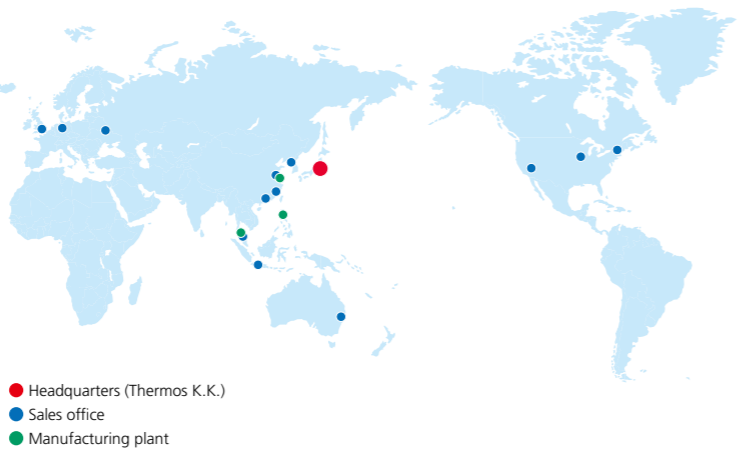 Headquarters (Thermos K.K.)
Sales office
Manufacturing plant